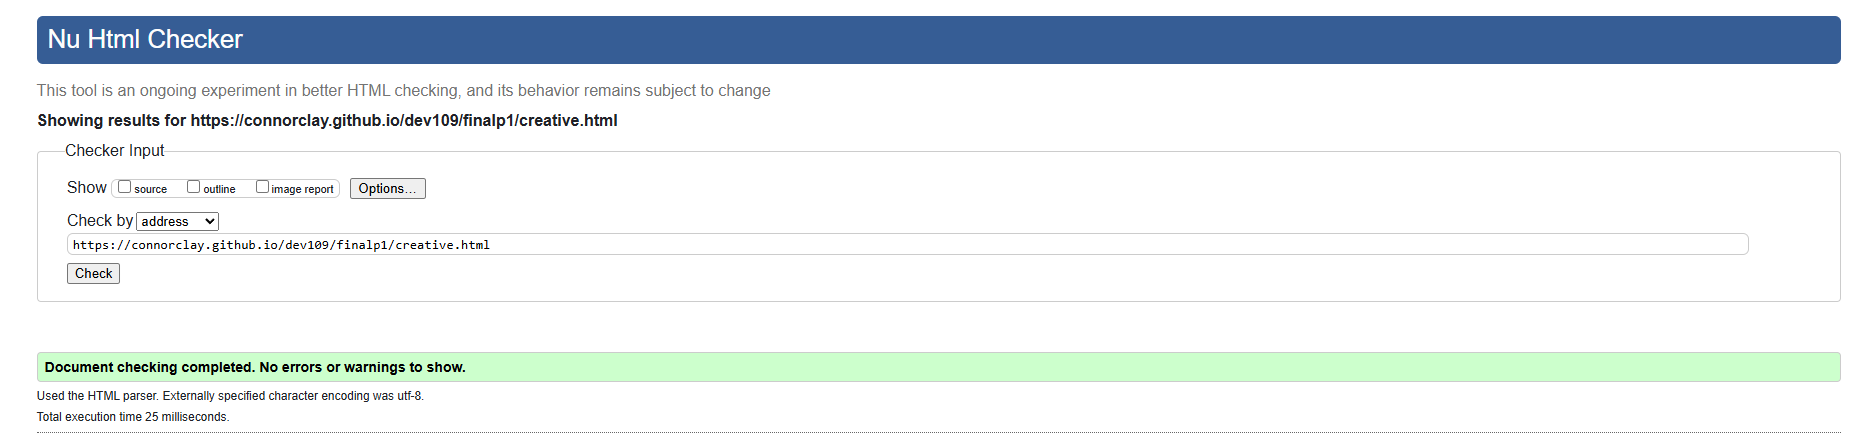 Nu Html Checker
This tool is an ongoing experiment in better HTML checking, and its behavior remains subject to change
Showing results for https://connorclay.github.io/dev109/finalp1/creative.html
Checker Input
Show source outline image report Options...
Check by address
https://connorclay.github.io/dev109/finalp1/creative.html
Check
Document checking completed. No errors or warnings to show.
Used the HTML parser. Externally specified character encoding was utf-8.
Total execution time 25 milliseconds.